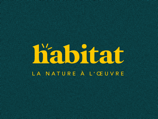 habitat
LA NATURE À L'ŒUVRE